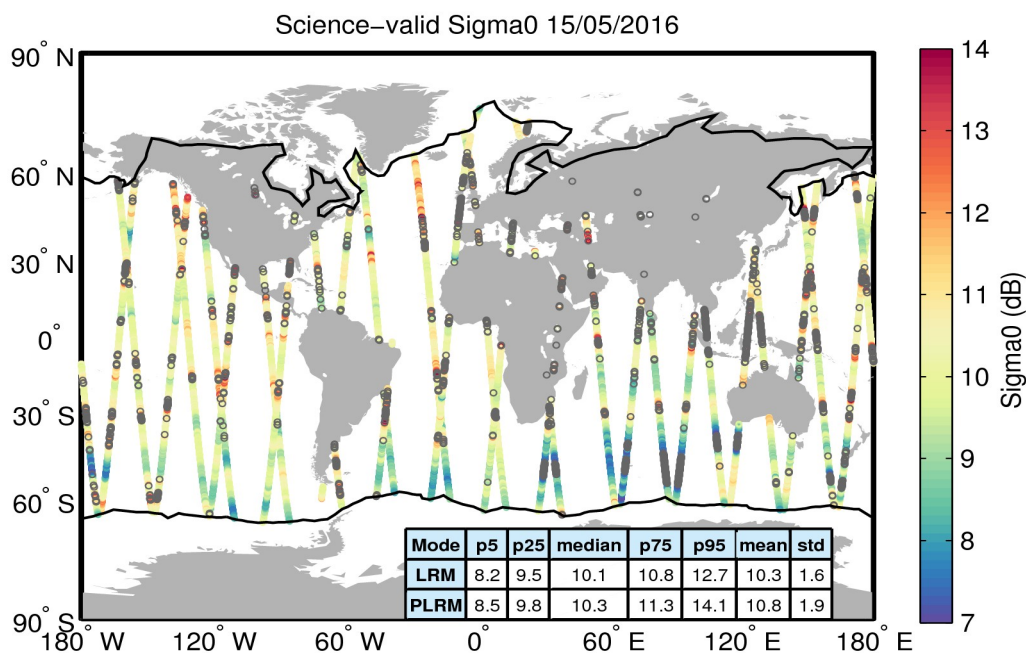 Science−valid Sigma0 15/05/2016
90° N
60° N
30° N
0°
30° S
60° S
90° S
180° W
120° W
60° W
0°
60° E
120° E
180° E
14
13
12
11
10
9
8
7
Sigma0 (dB)
Mode p5 p25 median p75 p95 mean std
LRM 8.2 9.5 10.1 10.8 12.7 10.3 1.6
PLRM 8.5 9.8 10.3 11.3 14.1 10.8 1.9